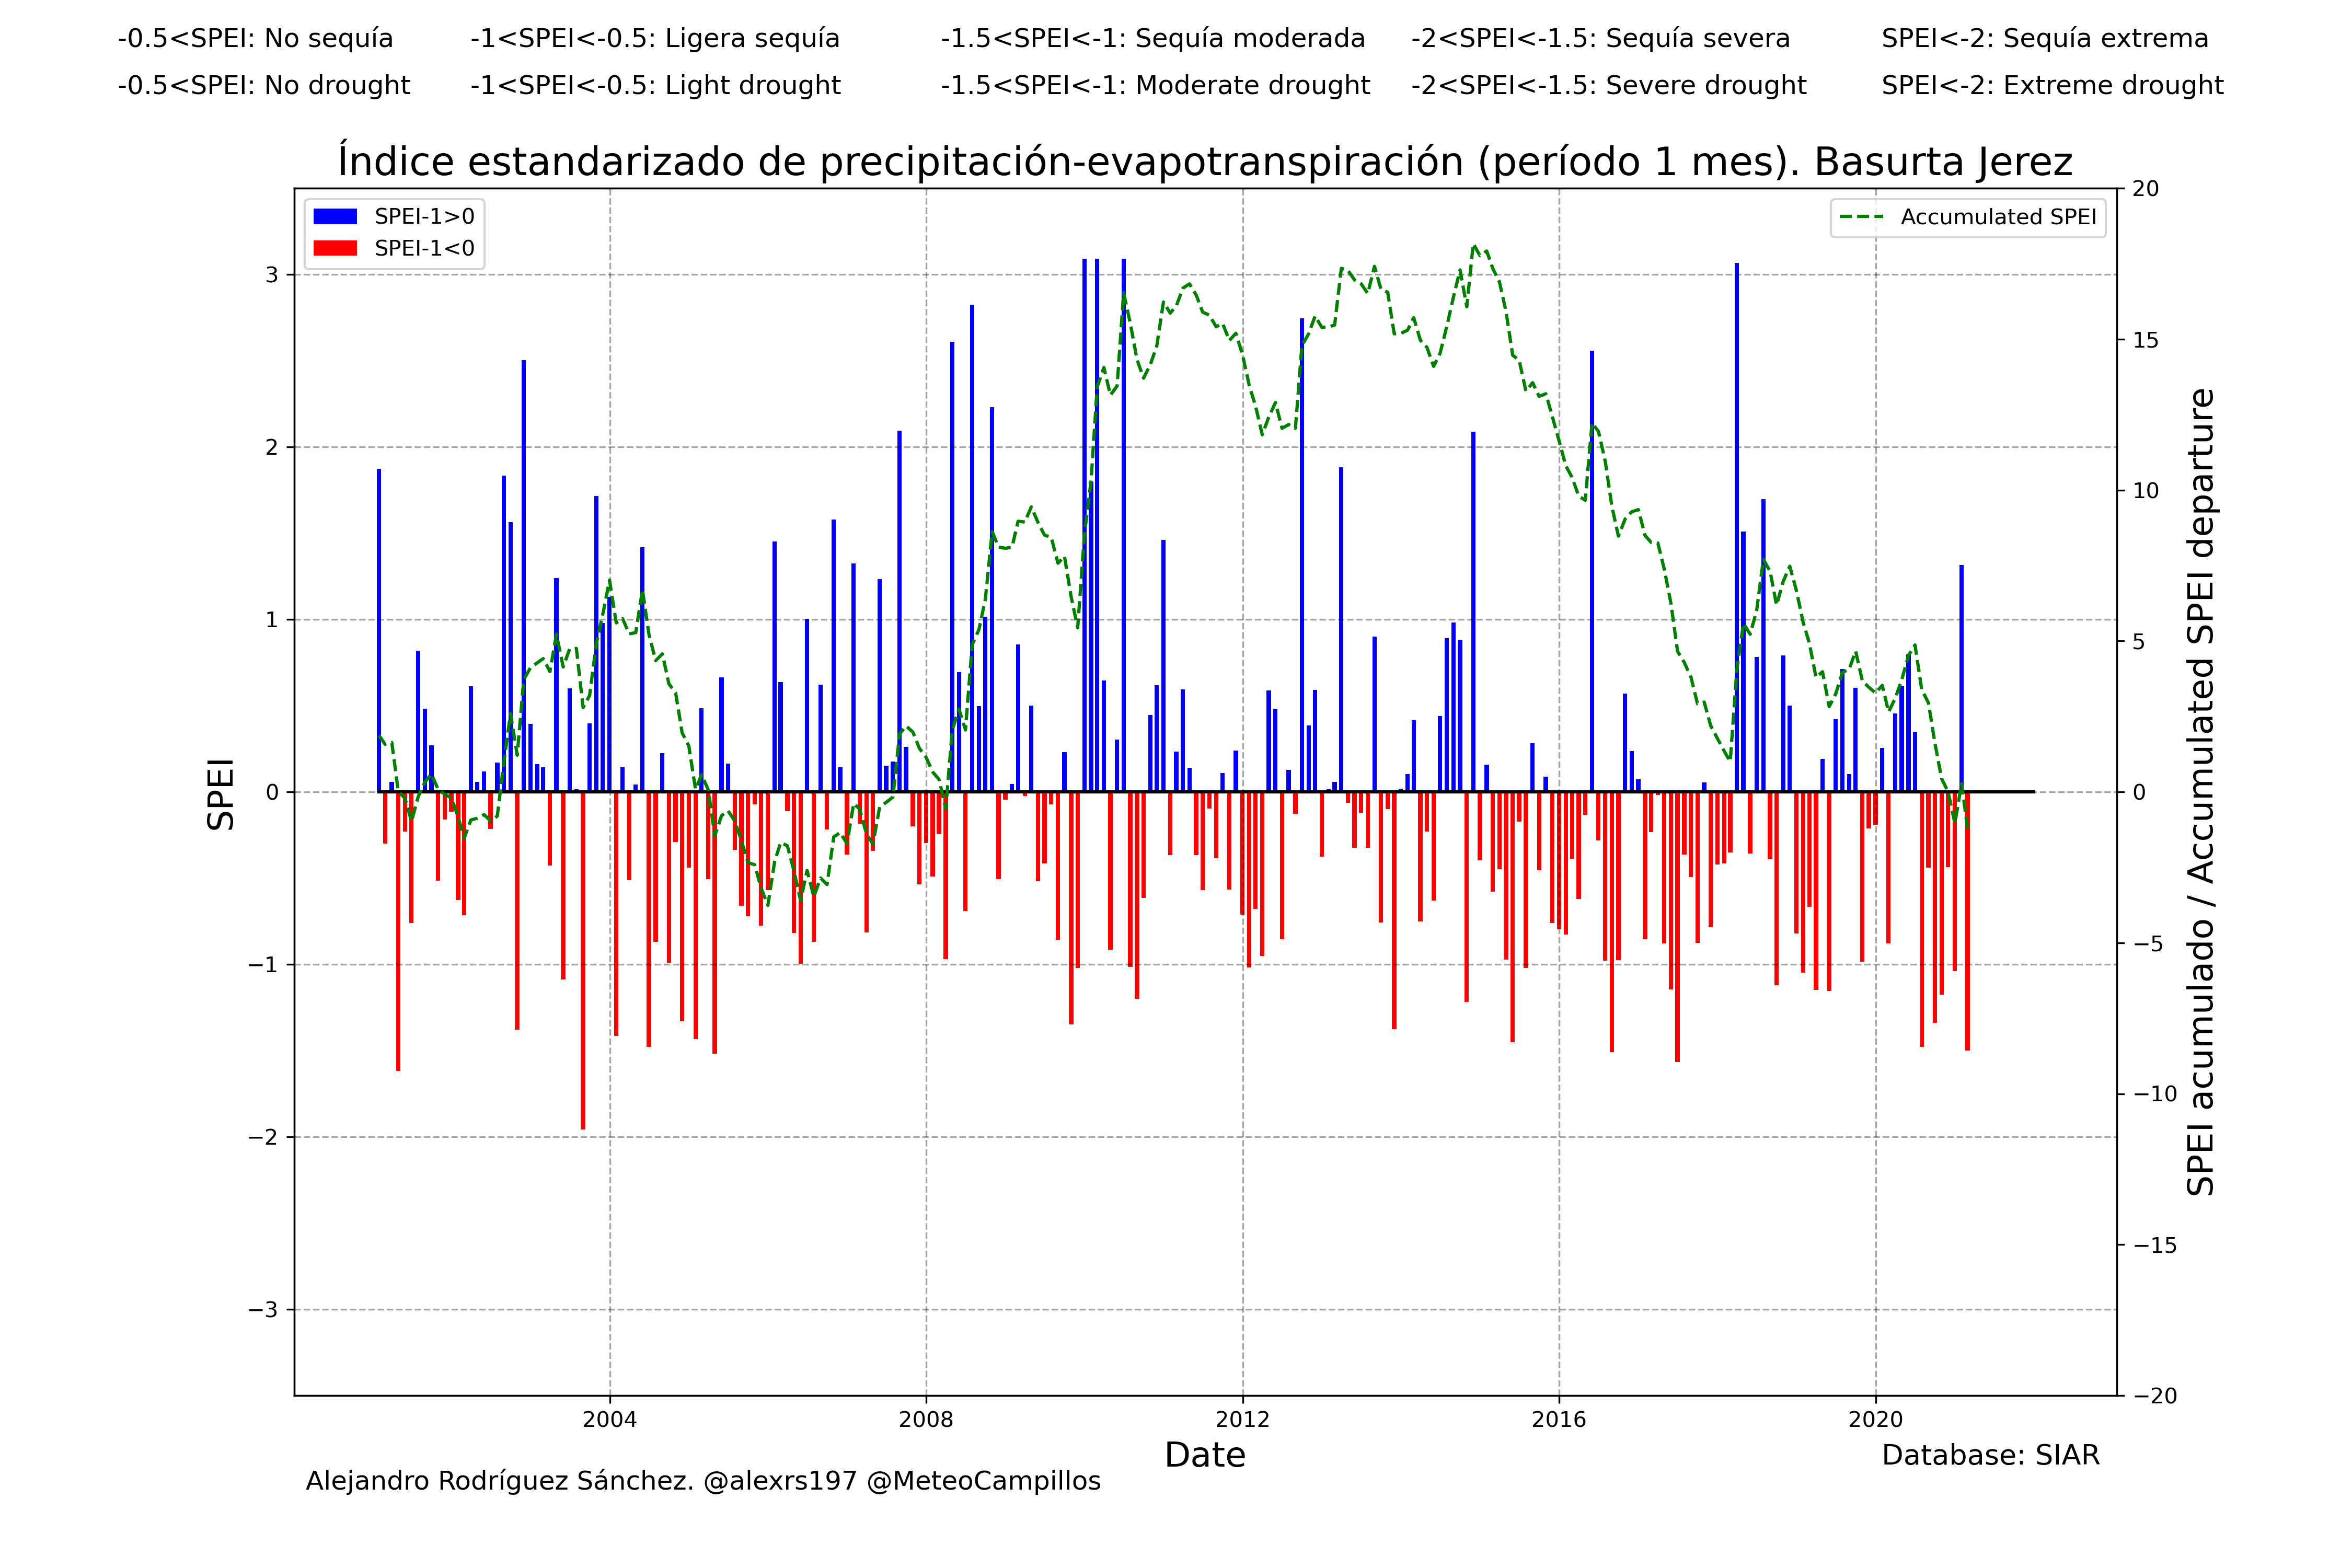 -0.5<SPEI: No sequía -1<SPEI<-0.5: Ligera sequía -1.5<SPEI<-1: Sequía moderada -2<SPEI<-1.5: Sequía severa SPEI<-2: Sequía extrema
-0.5<SPEI: No drought -1<SPEI<-0.5: Light drought -1.5<SPEI<-1: Moderate drought -2<SPEI<-1.5: Severe drought SPEI<-2: Extreme drought
Índice estandarizado de precipitación-evapotranspiración (período 1 mes). Basurta Jerez
SPEI-1>0
SPEI-1<0
Accumulated SPEI
SPEI
3
2
1
0
−1
−2
−3
20
15
10
5
0
−5
−10
−15
−20
SPEI acumulado / Accumulated SPEI departure
2004 2008 2012 2016 2020
Date
Database: SIAR
Alejandro Rodríguez Sánchez. @alexrs197 @MeteoCampillos